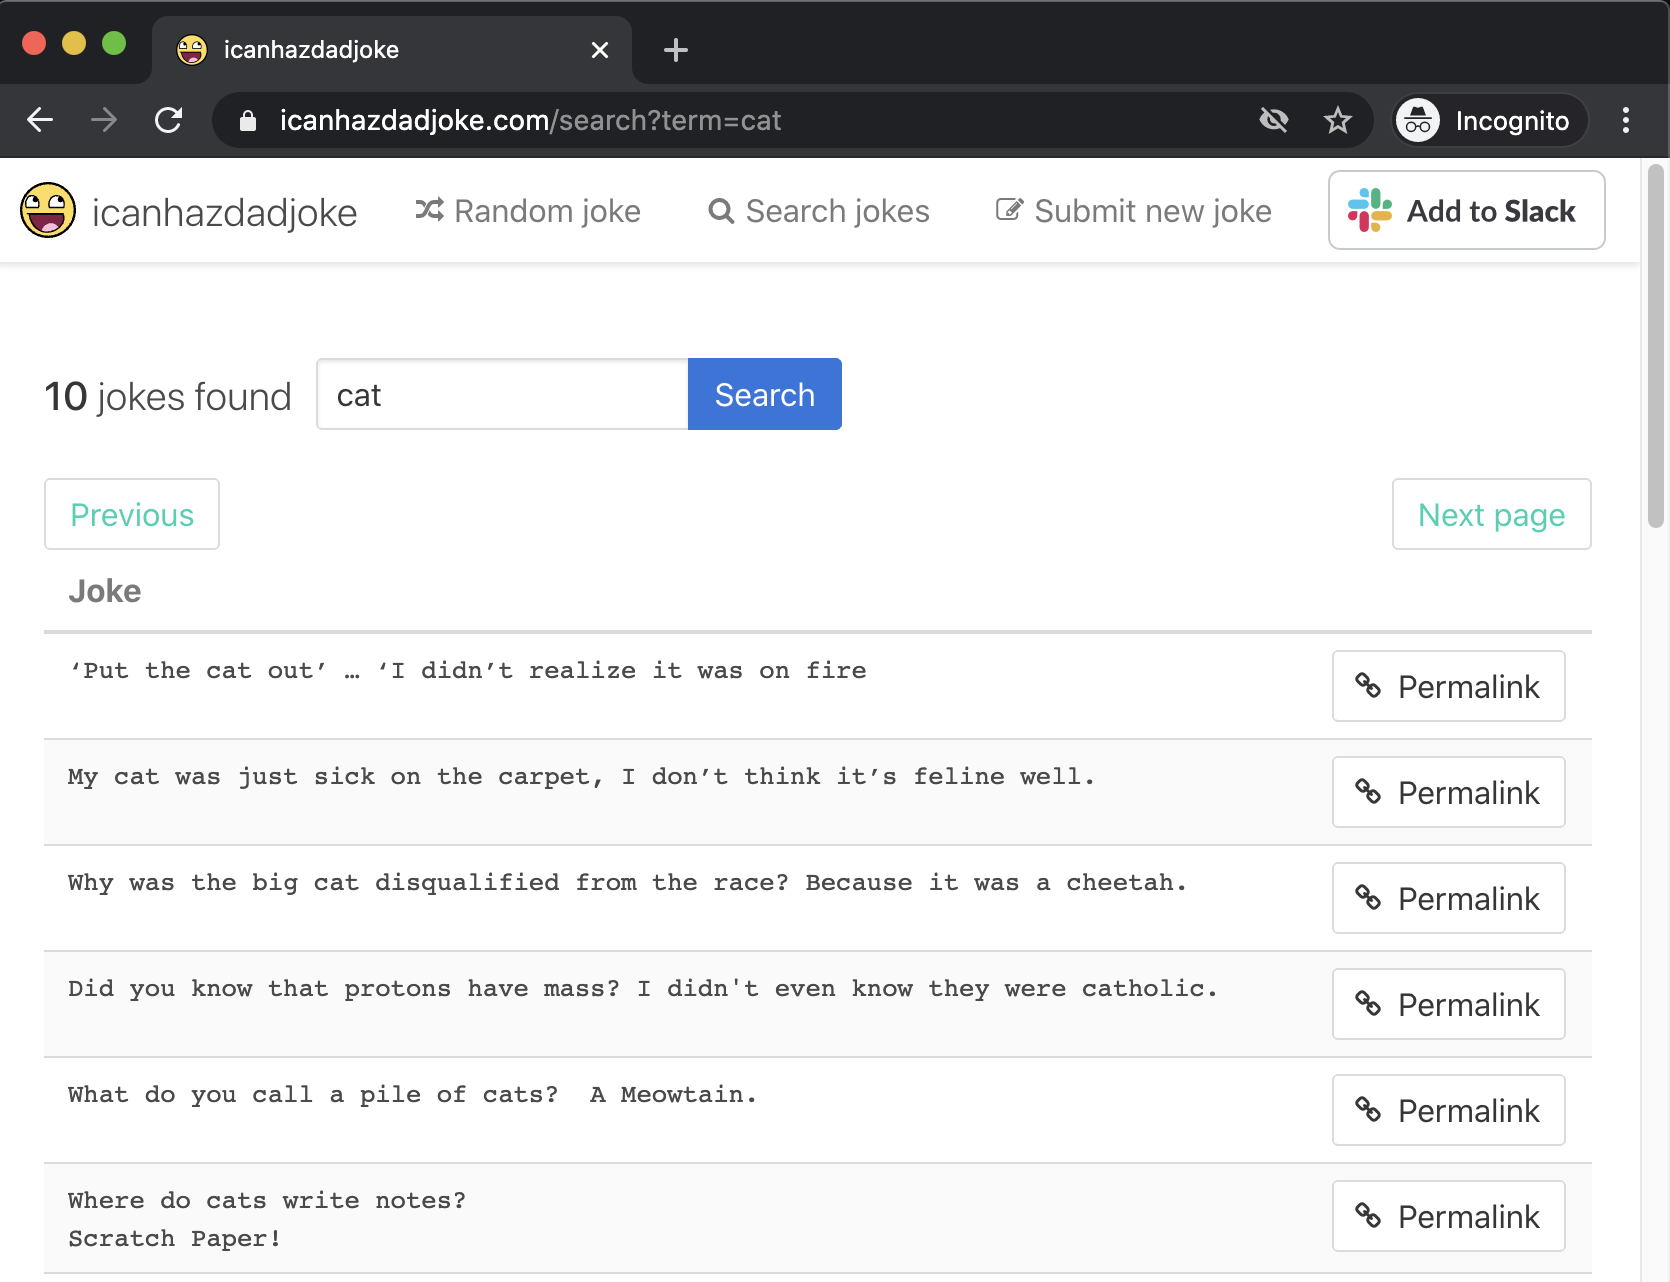 icanhazdadjoke
icanhazdadjoke.com/search?term=cat
Incognito
icanhazdadjoke
Random joke
Search jokes
Submit new joke
Add to Slack
10 jokes found
cat
Search
Previous
Next page
Joke
‘Put the cat out’ … ‘I didn’t realize it was on fire
Permalink
My cat was just sick on the carpet, I don’t think it’s feline well.
Permalink
Why was the big cat disqualified from the race? Because it was a cheetah.
Permalink
Did you know that protons have mass? I didn't even know they were catholic.
Permalink
What do you call a pile of cats?  A Meowtain.
Permalink
Where do cats write notes?
Scratch Paper!
Permalink